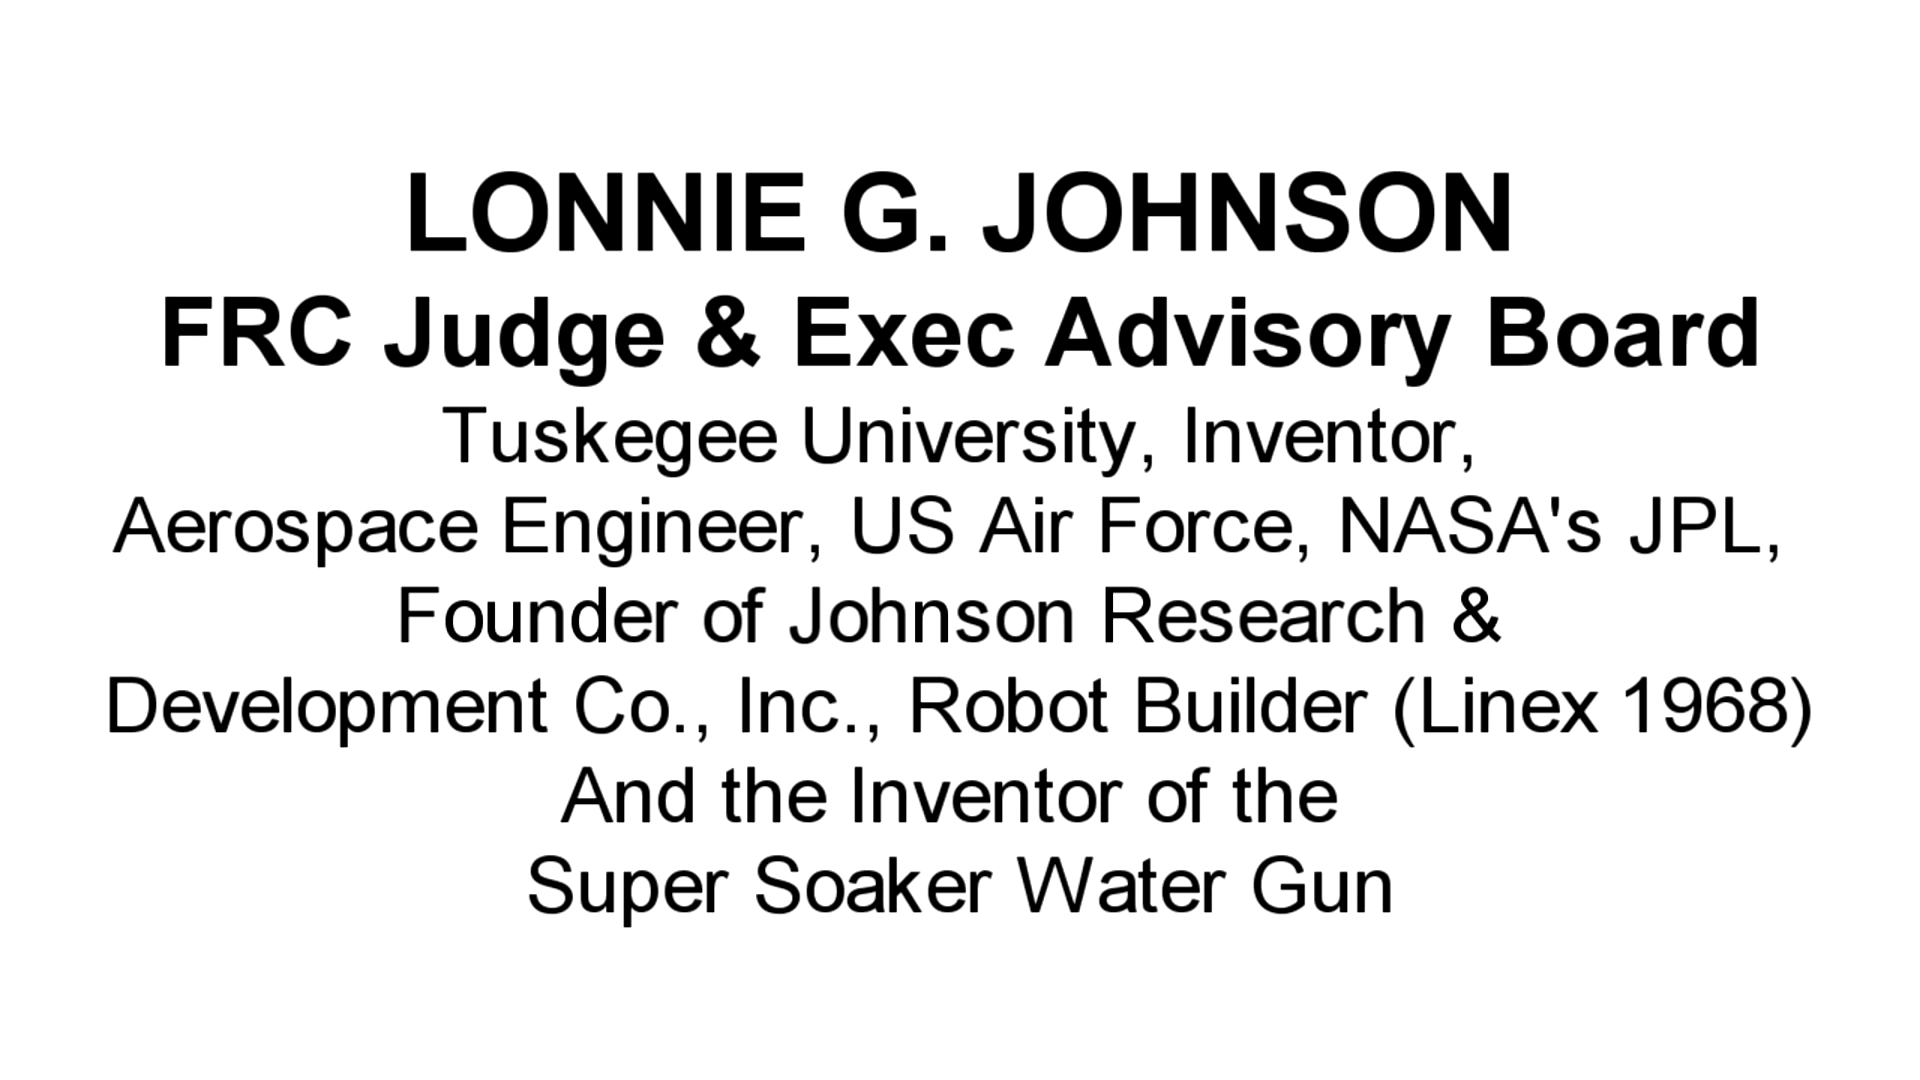 LONNIE G. JOHNSON
FRC Judge & Exec Advisory Board
Tuskegee University, Inventor,
Aerospace Engineer, US Air Force, NASA's JPL,
Founder of Johnson Research &
Development Co., Inc., Robot Builder (Linex 1968)
And the Inventor of the
Super Soaker Water Gun